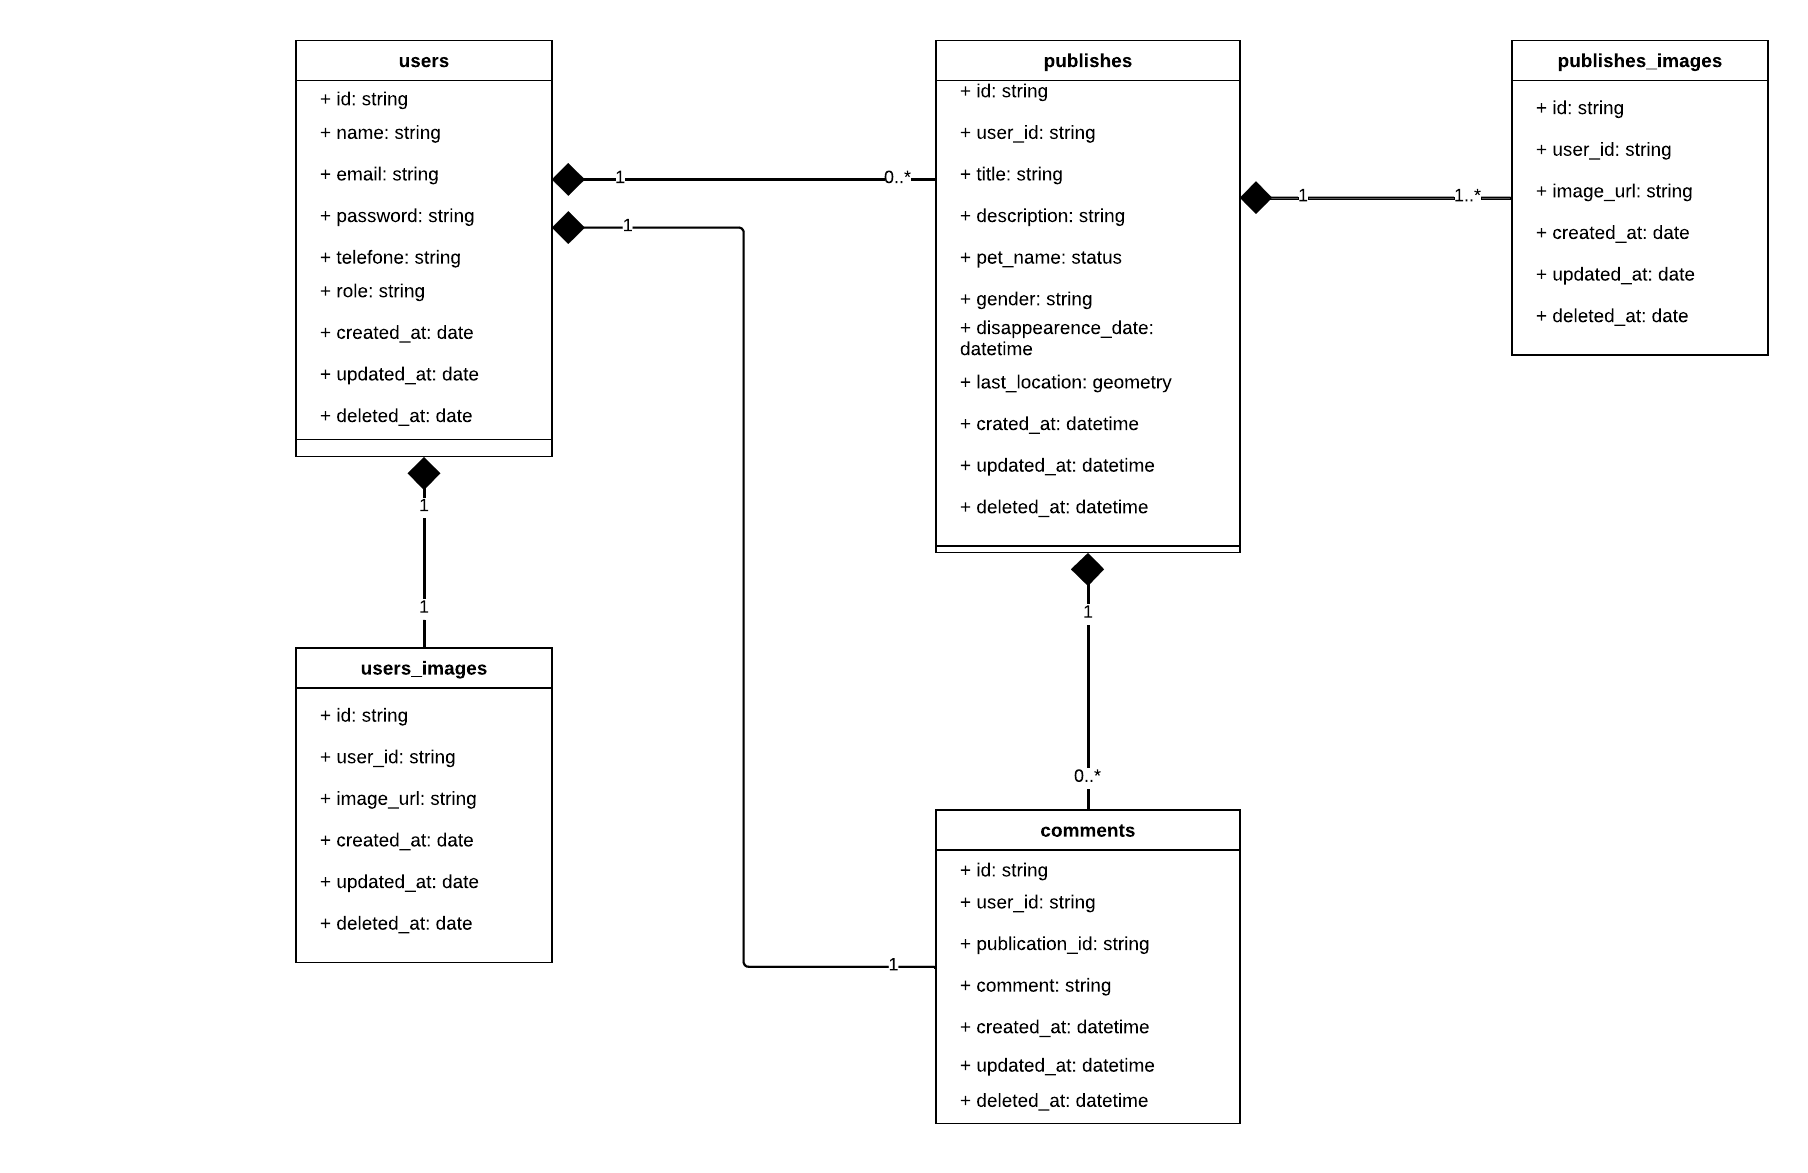 users
+ id: string
+ name: string
+ email: string
+ password: string
+ telefone: string
+ role: string
+ created_at: date
+ updated_at: date
+ deleted_at: date
1
0..*
1
1
1
1
publishes
+ id: string
+ user_id: string
+ title: string
+ description: string
+ pet_name: status
+ gender: string
+ disappearence_date:
datetime
+ last_location: geometry
+ crated_at: datetime
+ updated_at: datetime
+ deleted_at: datetime
1
1..*
1
0..*
publishes_images
+ id: string
+ user_id: string
+ image_url: string
+ created_at: date
+ updated_at: date
+ deleted_at: date
users_images
+ id: string
+ user_id: string
+ image_url: string
+ created_at: date
+ updated_at: date
+ deleted_at: date
comments
+ id: string
+ user_id: string
+ publication_id: string
+ comment: string
+ created_at: datetime
+ updated_at: datetime
+ deleted_at: datetime